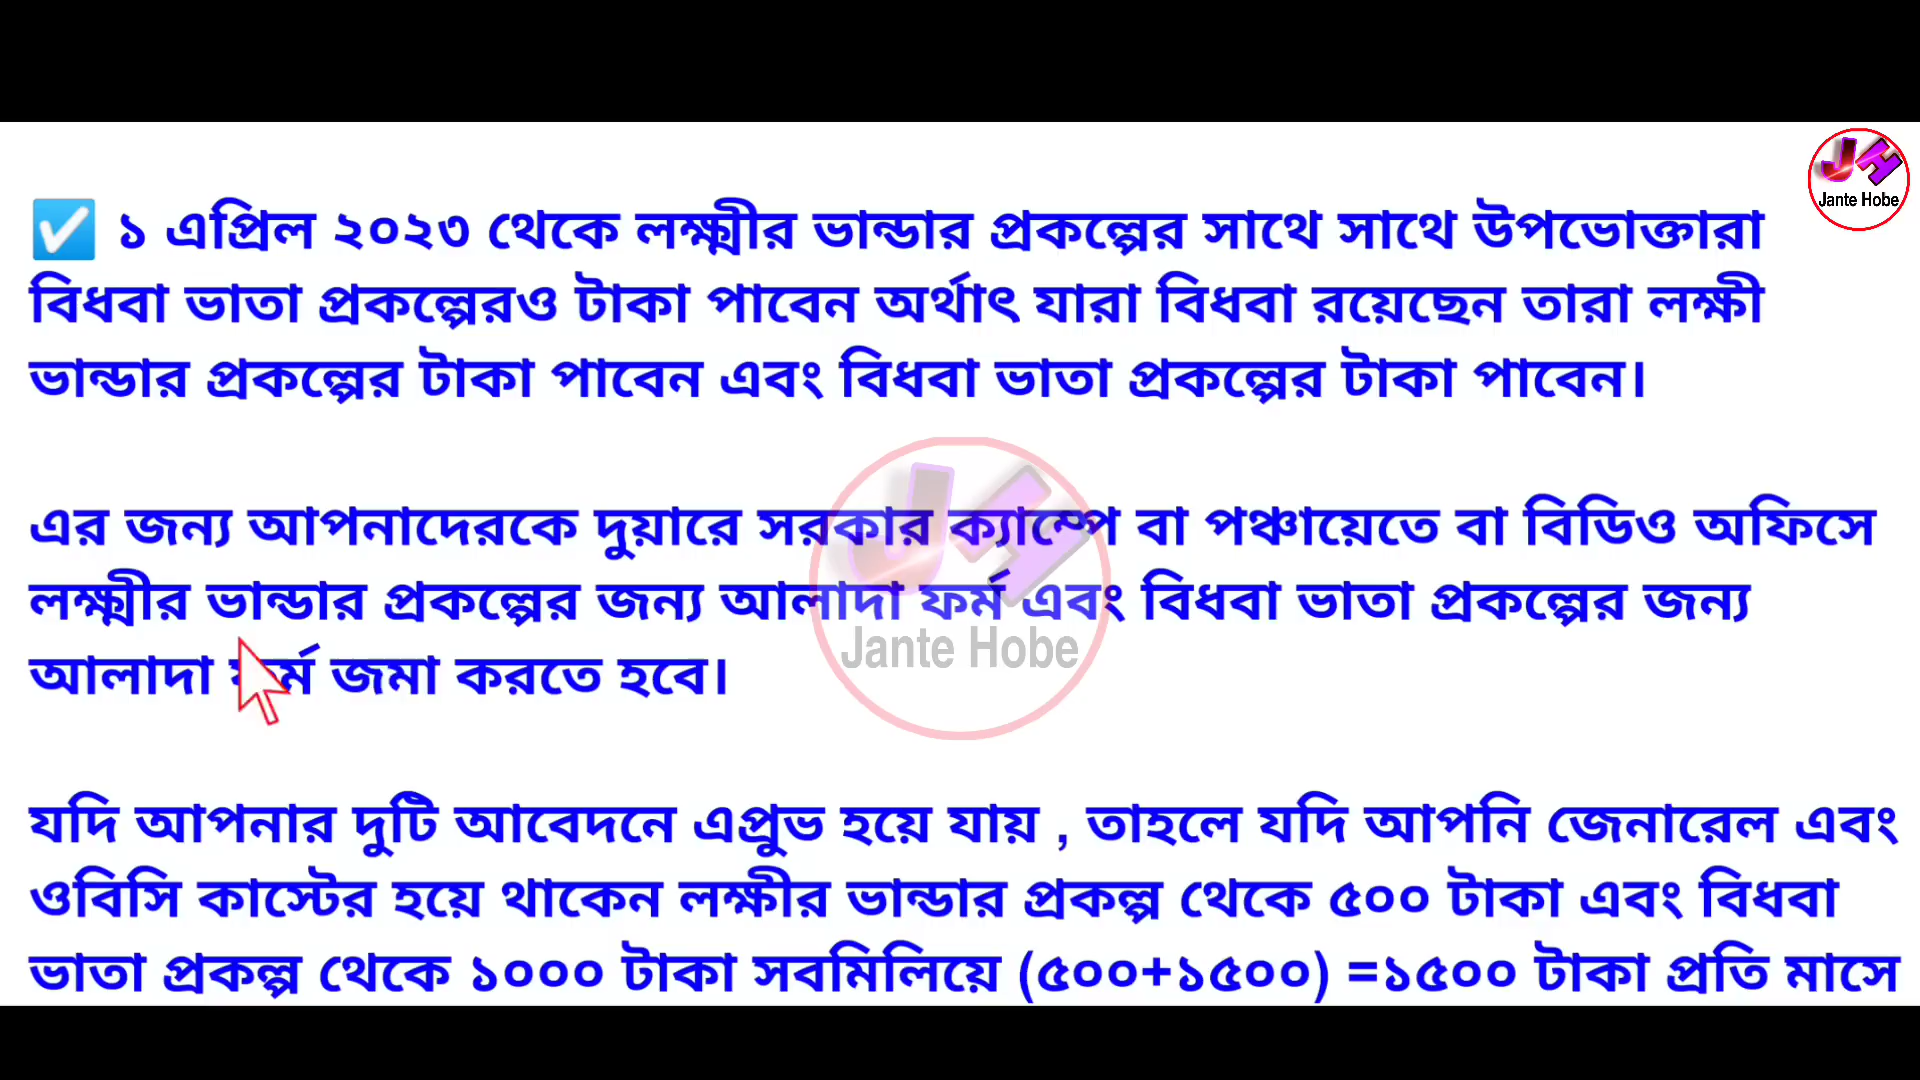 JH
Jante Hobe
✅ ১ এপ্রিল ২০২৩ থেকে লক্ষ্মীর ভান্ডার প্রকল্পের সাথে সাথে উপভোক্তারা
বিধবা ভাতা প্রকল্পেরও টাকা পাবেন অর্থাৎ যারা বিধবা রয়েছেন তারা লক্ষী
ভান্ডার প্রকল্পের টাকা পাবেন এবং বিধবা ভাতা প্রকল্পের টাকা পাবেন।
এর জন্য আপনাদেরকে দুয়ারে সরকার ক্যাম্পে বা পঞ্চায়েতে বা বিডিও অফিসে
লক্ষ্মীর ভান্ডার প্রকল্পের জন্য আলাদা ফর্ম এবং বিধবা ভাতা প্রকল্পের জন্য
আলাদা ফর্ম জমা করতে হবে।
JH
Jante Hobe
যদি আপনার দুটি আবেদনে এপ্রুভ হয়ে যায় , তাহলে যদি আপনি জেনারেল এবং
ওবিসি কাস্টের হয়ে থাকেন লক্ষীর ভান্ডার প্রকল্প থেকে ৫০০ টাকা এবং বিধবা
ভাতা প্রকল্প থেকে ১০০০ টাকা সবমিলিয়ে (৫০০+১৫০০) =১৫০০ টাকা প্রতি মাসে